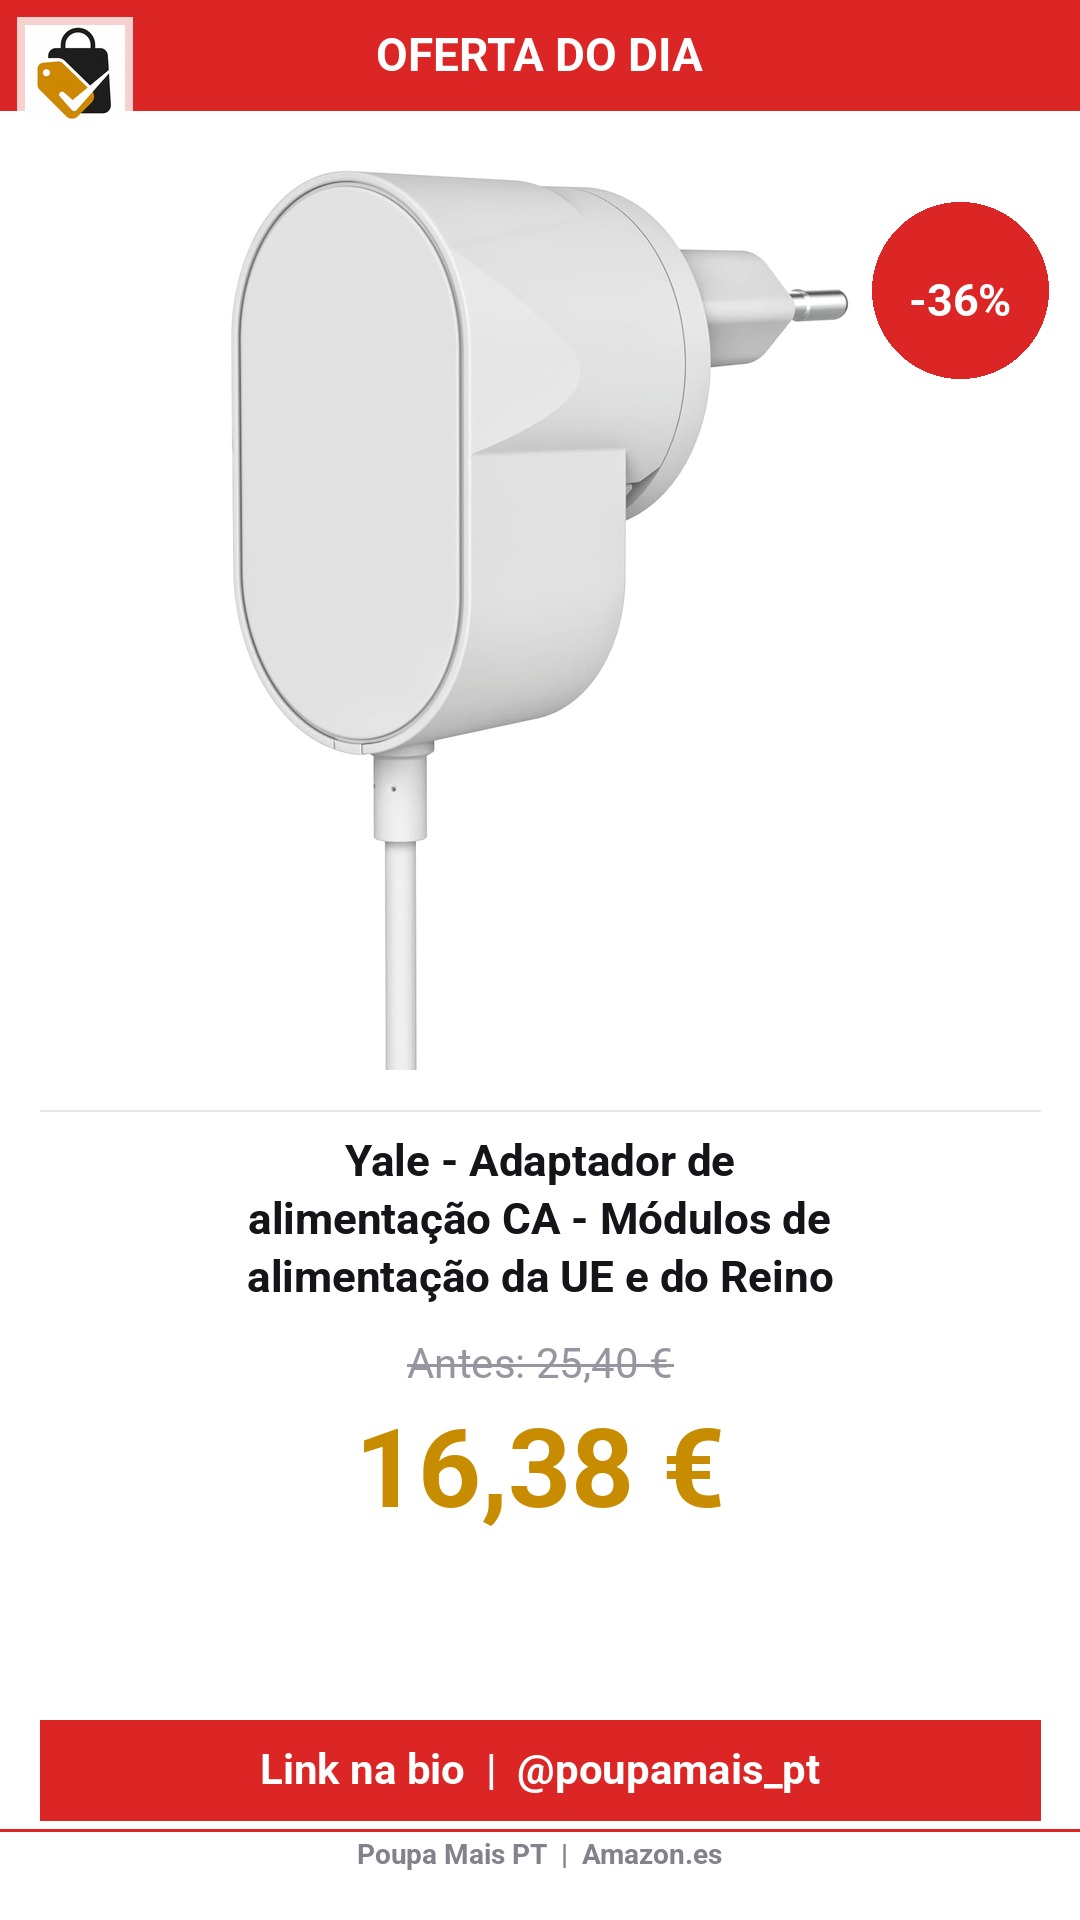 OFERTA DO DIA
-36%
Yale - Adaptador de
alimentação CA - Módulos de
alimentação da UE e do Reino
Antes: 25,40 €
16,38 €
Link na bio | @poupamais_pt
Poupa Mais PT | Amazon.es